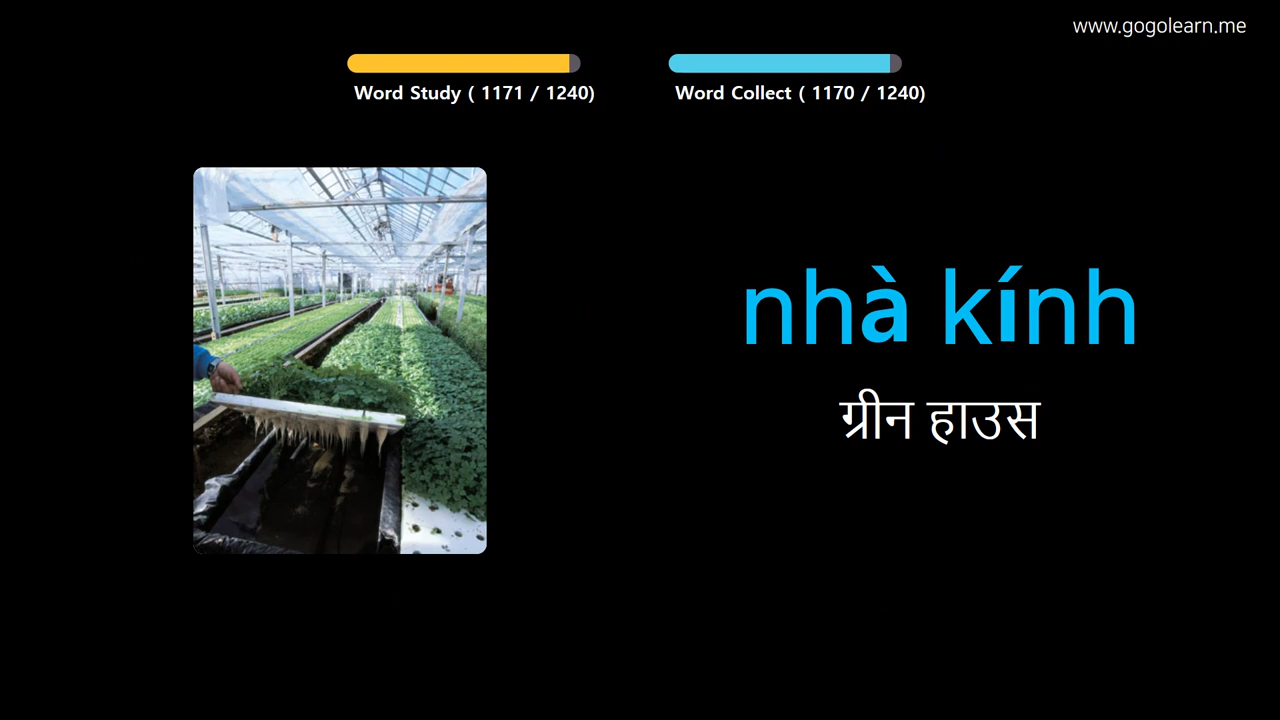 www.gogolearn.me
Word Study ( 1171 / 1240)
Word Collect ( 1170 / 1240)
nhà kính
ग्रीन हाउस